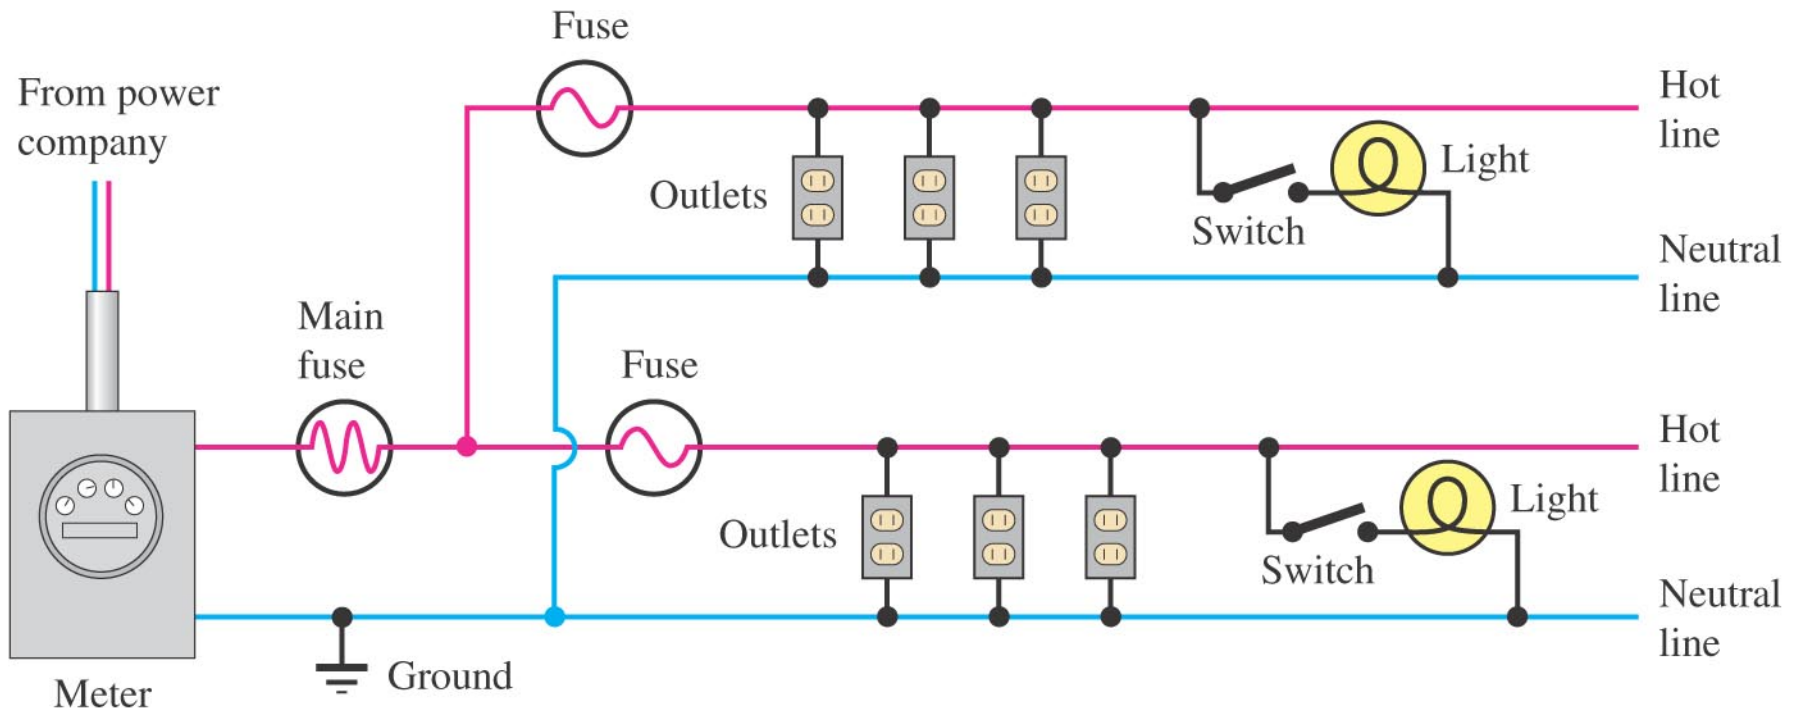 Fuse
From power
company
Hot
line
Light
Outlets
Switch
Neutral
line
Main
fuse
Fuse
Hot
line
Light
Outlets
Switch
Neutral
line
Ground
Meter